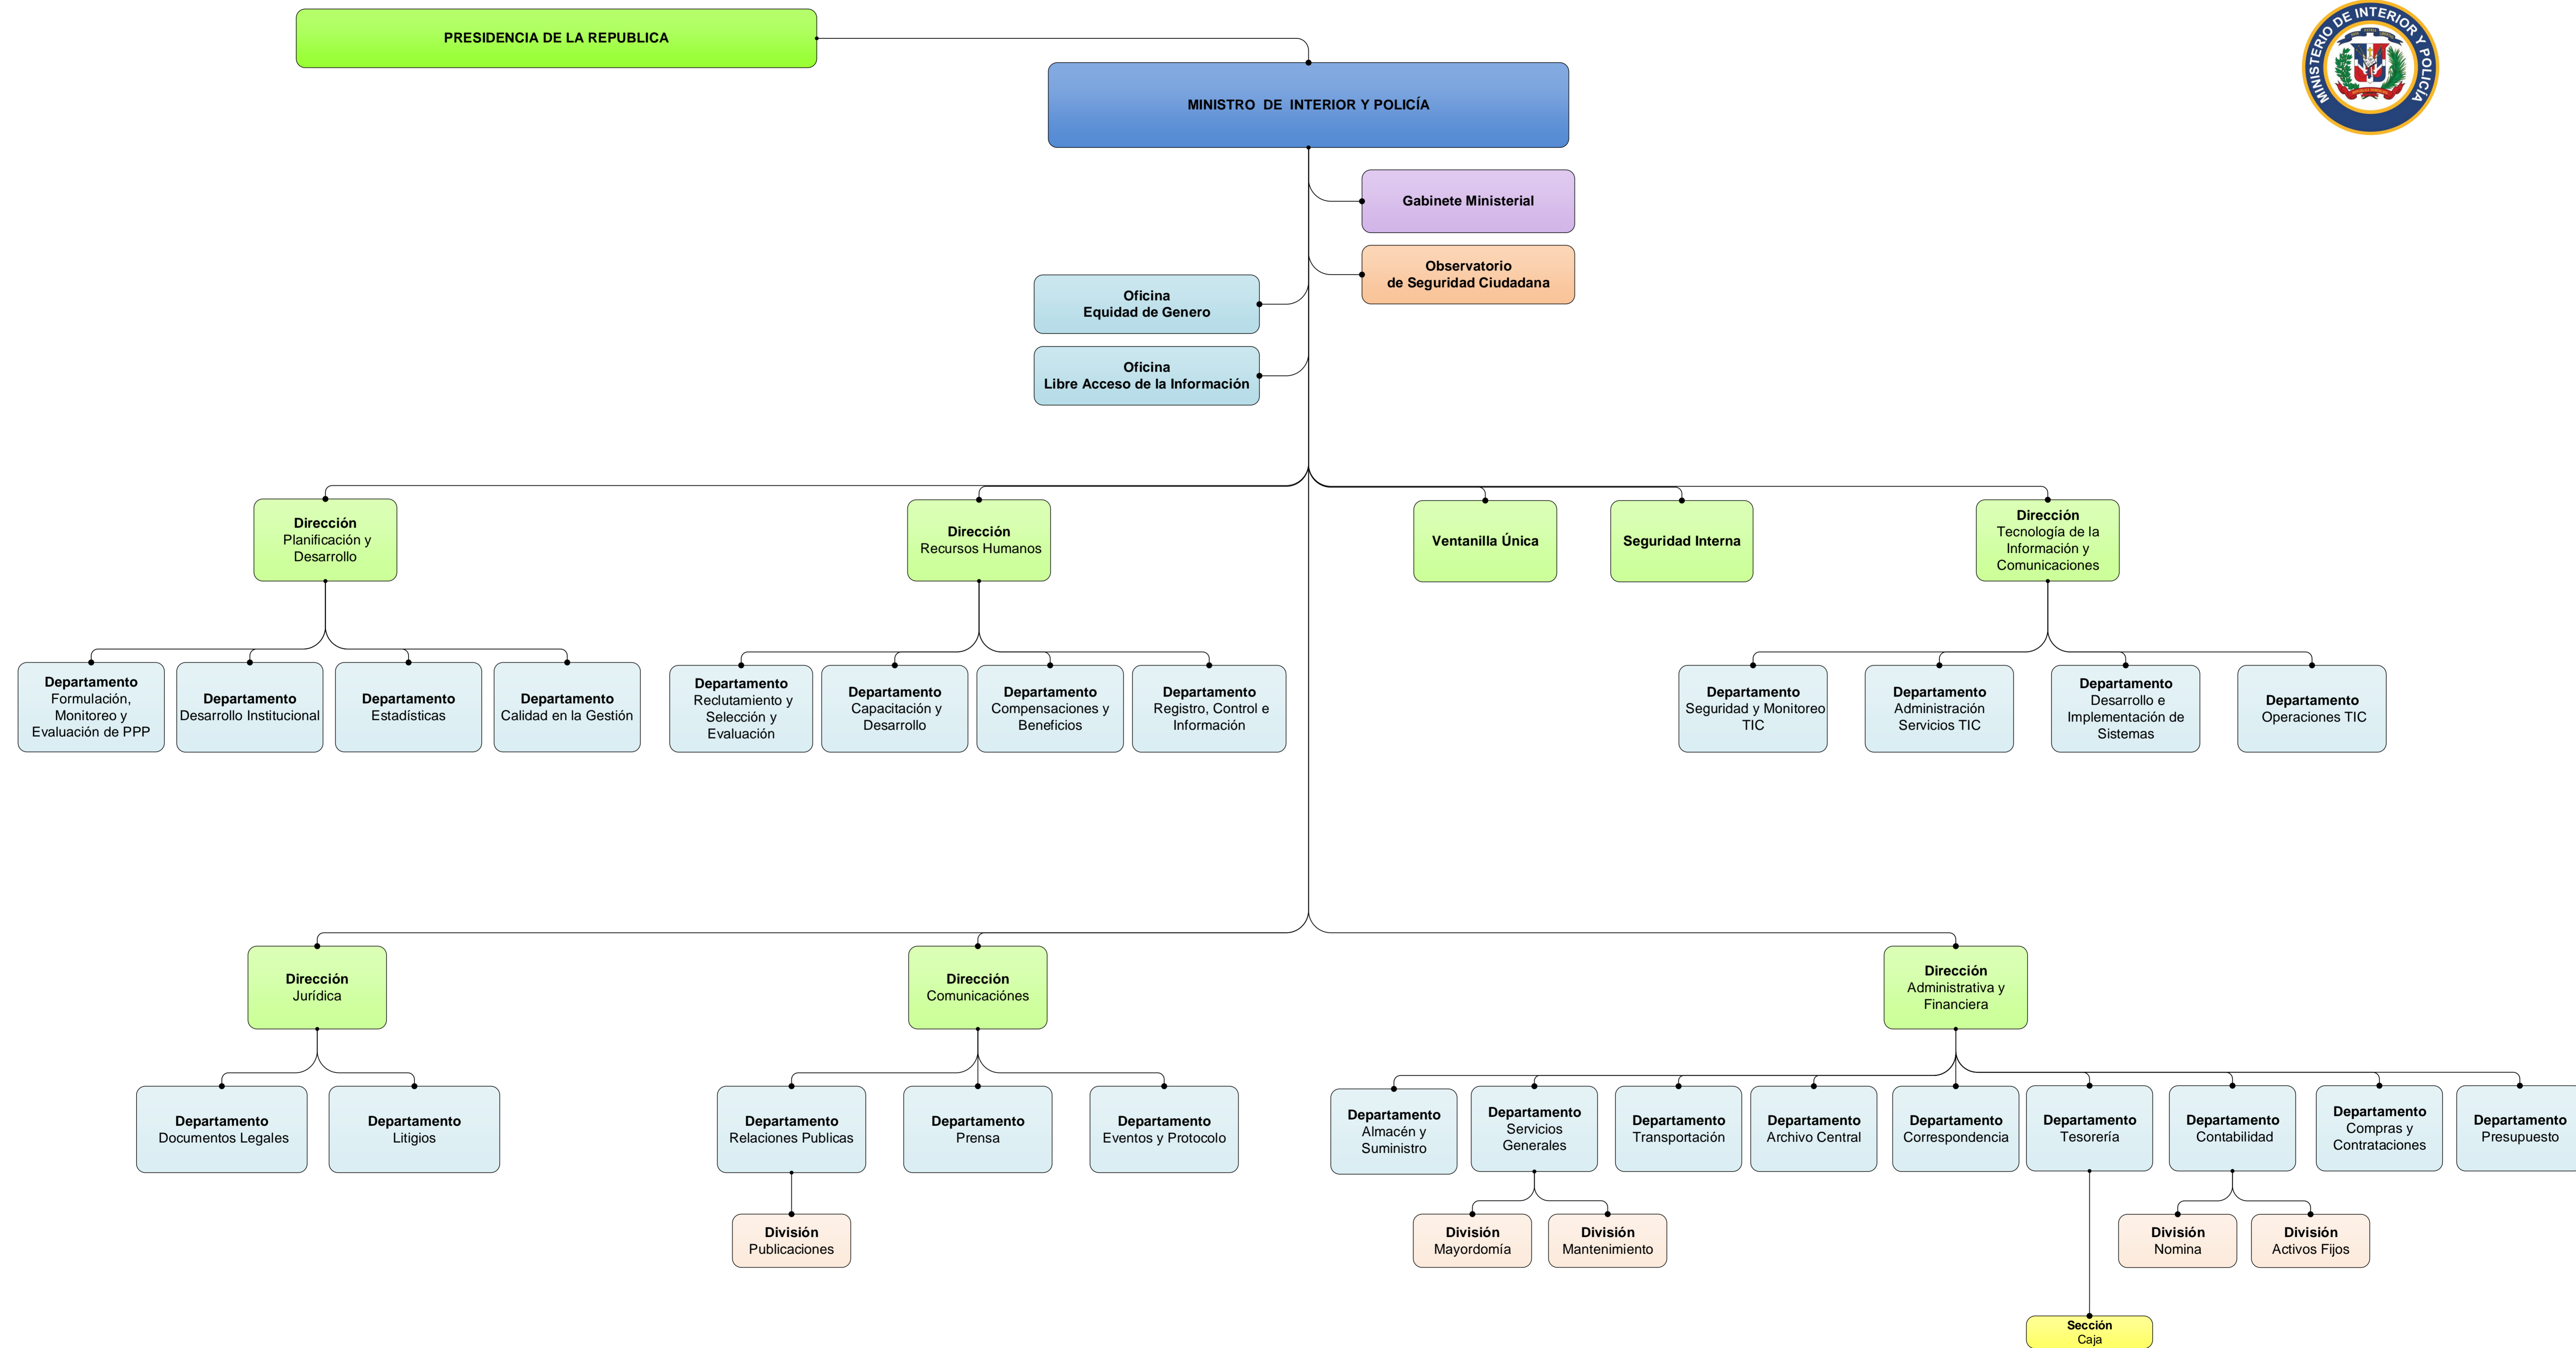 PRESIDENCIA DE LA REPUBLICA
MINISTERIO DE INTERIOR Y POLICÍA
MINISTRO DE INTERIOR Y POLICÍA
Gabinete Ministerial
Observatorio
de Seguridad Ciudadana
Oficina
Equidad de Genero
Oficina
Libre Acceso de la Información
Dirección
Planificación y
Desarrollo
Dirección
Recursos Humanos
Ventanilla Única
Seguridad Interna
Dirección
Tecnología de la
Información y
Comunicaciones
Departamento
Formulación,
Monitoreo y
Evaluación de PPP
Departamento
Desarrollo Institucional
Departamento
Estadísticas
Departamento
Calidad en la Gestión
Departamento
Reclutamiento y
Selección y
Evaluación
Departamento
Capacitación y
Desarrollo
Departamento
Compensaciones y
Beneficios
Departamento
Registro, Control e
Información
Departamento
Seguridad y Monitoreo
TIC
Departamento
Administración
Servicios TIC
Departamento
Desarrollo e
Implementación de
Sistemas
Departamento
Operaciones TIC
Dirección
Jurídica
Dirección
Comunicaciónes
Dirección
Administrativa y
Financiera
Departamento
Documentos Legales
Departamento
Litigios
Departamento
Relaciones Publicas
Departamento
Prensa
Departamento
Eventos y Protocolo
Departamento
Almacén y
Suministro
Departamento
Servicios
Generales
Departamento
Transportación
Departamento
Archivo Central
Departamento
Correspondencia
Departamento
Tesorería
Departamento
Contabilidad
Departamento
Compras y
Contrataciones
Departamento
Presupuesto
División
Publicaciones
División
Mayordomía
División
Mantenimiento
División
Nomina
División
Activos Fijos
Sección
Caja